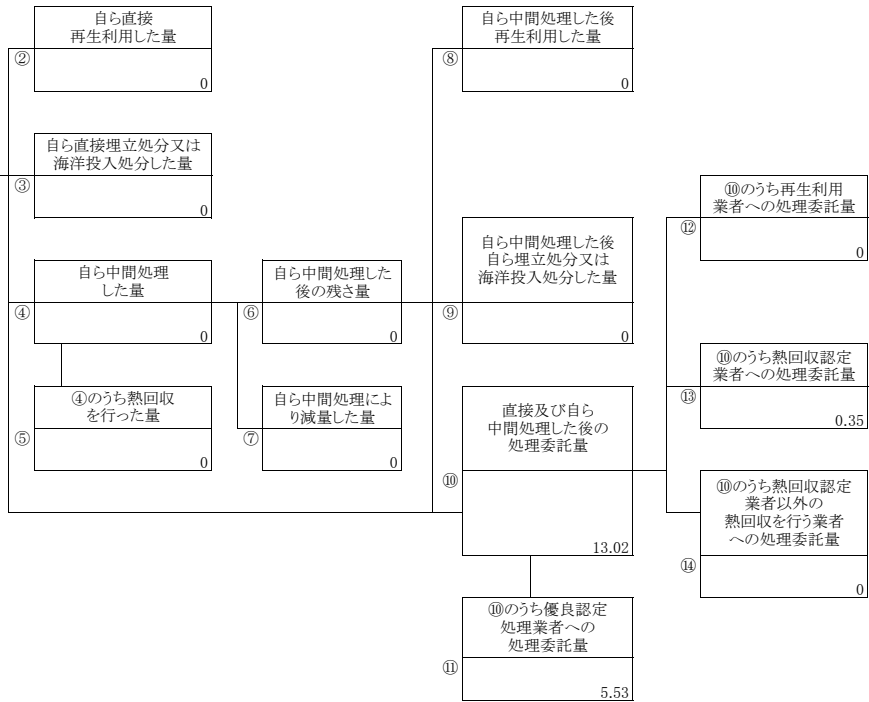 自ら直接
再生利用した量
②
0
自ら直接埋立処分又は
海洋投入処分した量
③
0
自ら中間処理
した量
④
0
④のうち熱回収
を行った量
⑤
0
自ら中間処理した
後の残さ量
⑥
0
自ら中間処理によ
り減量した量
⑦
0
自ら中間処理した後
再生利用した量
⑧
0
自ら中間処理した後
自ら埋立処分又は
海洋投入処分した量
⑨
0
直接及び自ら
中間処理した後の
処理委託量
⑩
13.02
⑩のうち優良認定
処理業者への
処理委託量
⑪
5.53
⑩のうち再生利用
業者への処理委託量
⑫
0
⑩のうち熱回収認定
業者への処理委託量
⑬
0.35
⑩のうち熱回収認定
業者以外の
熱回収を行う業者
への処理委託量
⑭
0